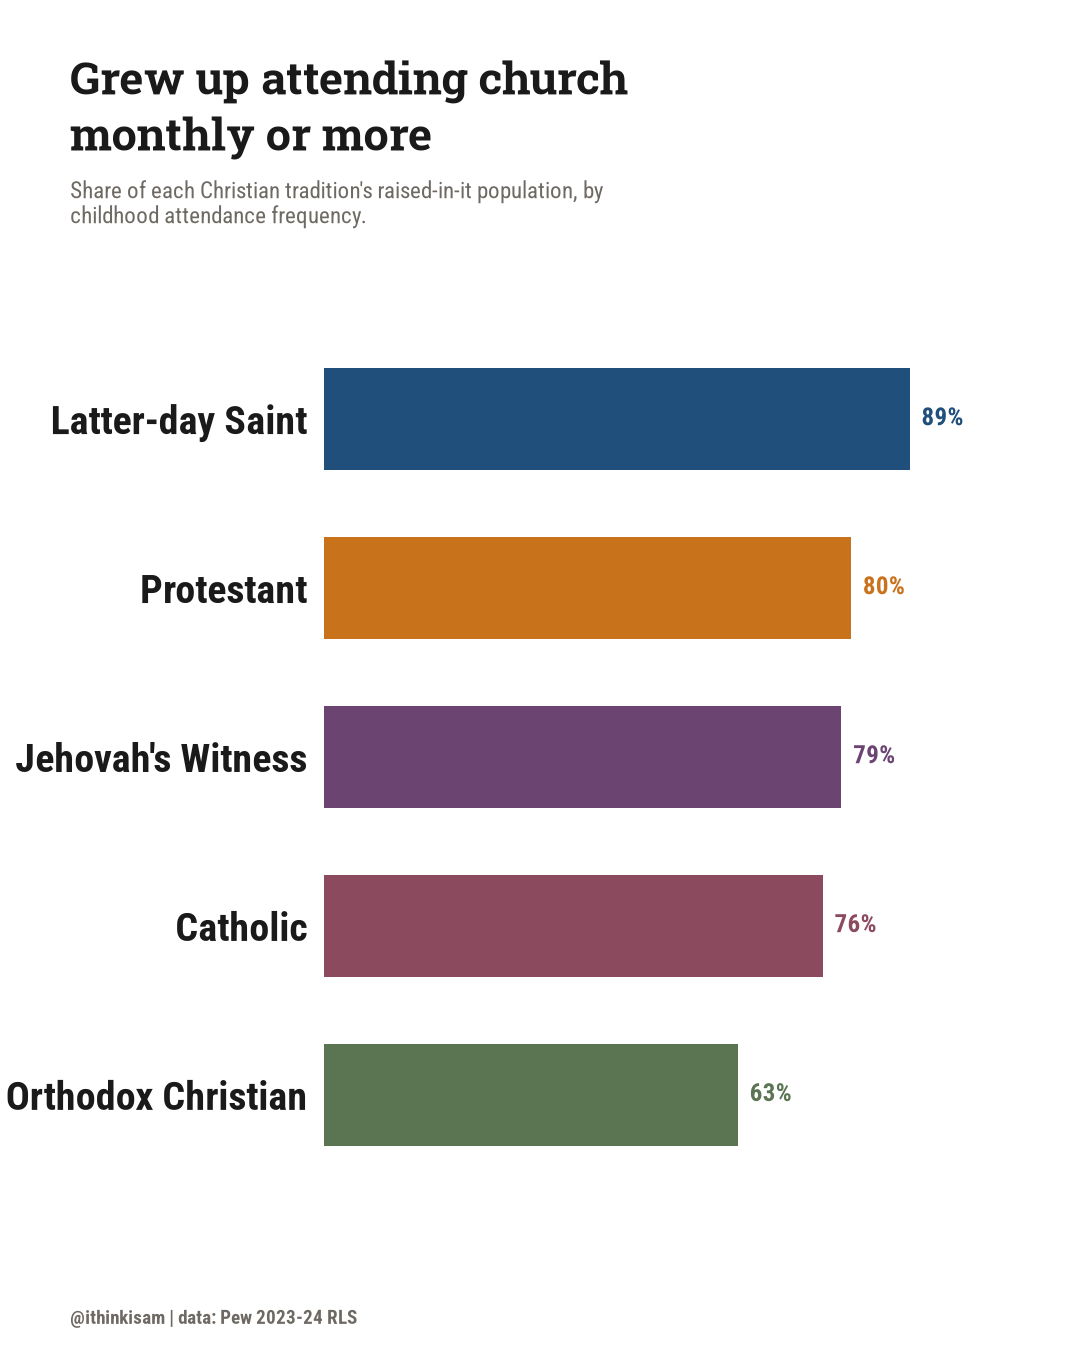 Grew up attending church
monthly or more
Share of each Christian tradition's raised-in-it population, by
childhood attendance frequency.
Latter-day Saint
89%
Protestant
80%
Jehovah's Witness
79%
Catholic
76%
Orthodox Christian
63%
@ithinkisam | data: Pew 2023-24 RLS